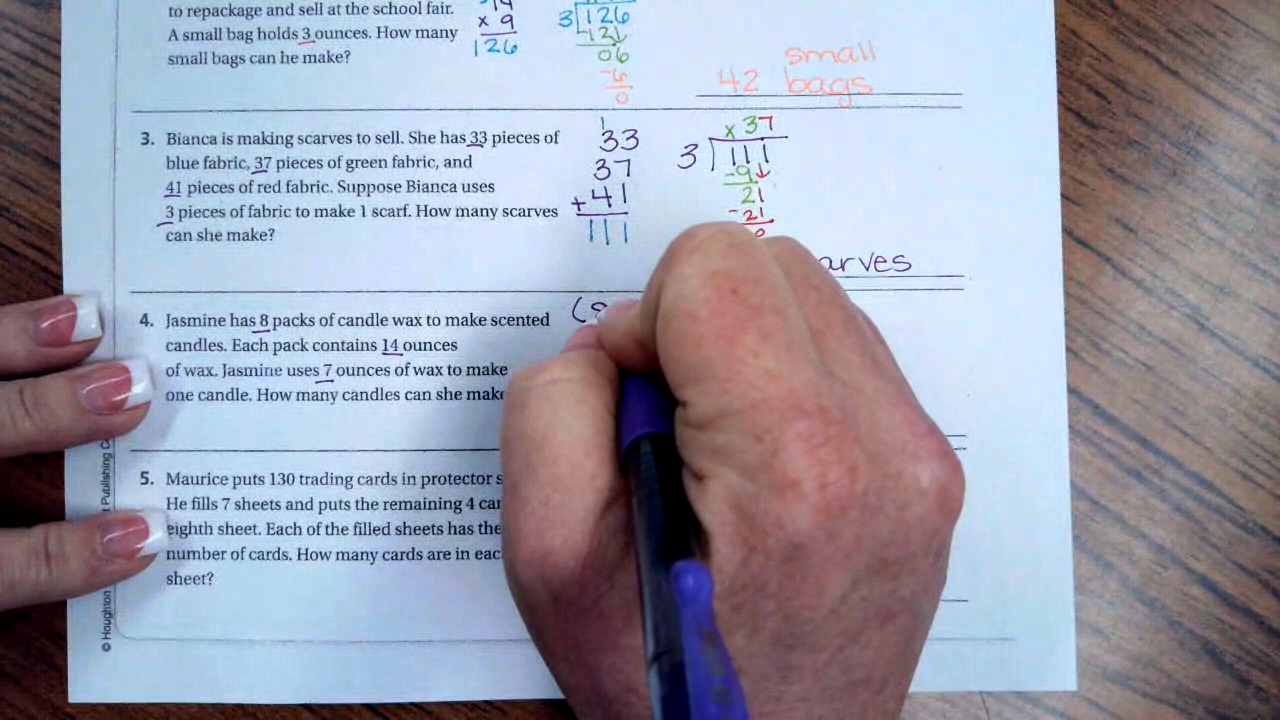 to repackage and sell at the school fair.
A small bag holds 3 ounces. How many
small bags can he make?
x 9
126
3 126
-12↓
06
-6
0
42 small bags
3. Bianca is making scarves to sell. She has 33 pieces of
blue fabric, 37 pieces of green fabric, and
41 pieces of red fabric. Suppose Bianca uses
3 pieces of fabric to make 1 scarf. How many scarves
can she make?
1
33
37
+ 41
111
x 37
3 111
-9↓
21
-21
0
arves
4. Jasmine has 8 packs of candle wax to make scented
candles. Each pack contains 14 ounces
of wax. Jasmine uses 7 ounces of wax to make
one candle. How many candles can she make
(8
5. Maurice puts 130 trading cards in protector s
He fills 7 sheets and puts the remaining 4 car
eighth sheet. Each of the filled sheets has the
number of cards. How many cards are in eac
sheet?
© Houghton
Publishing C